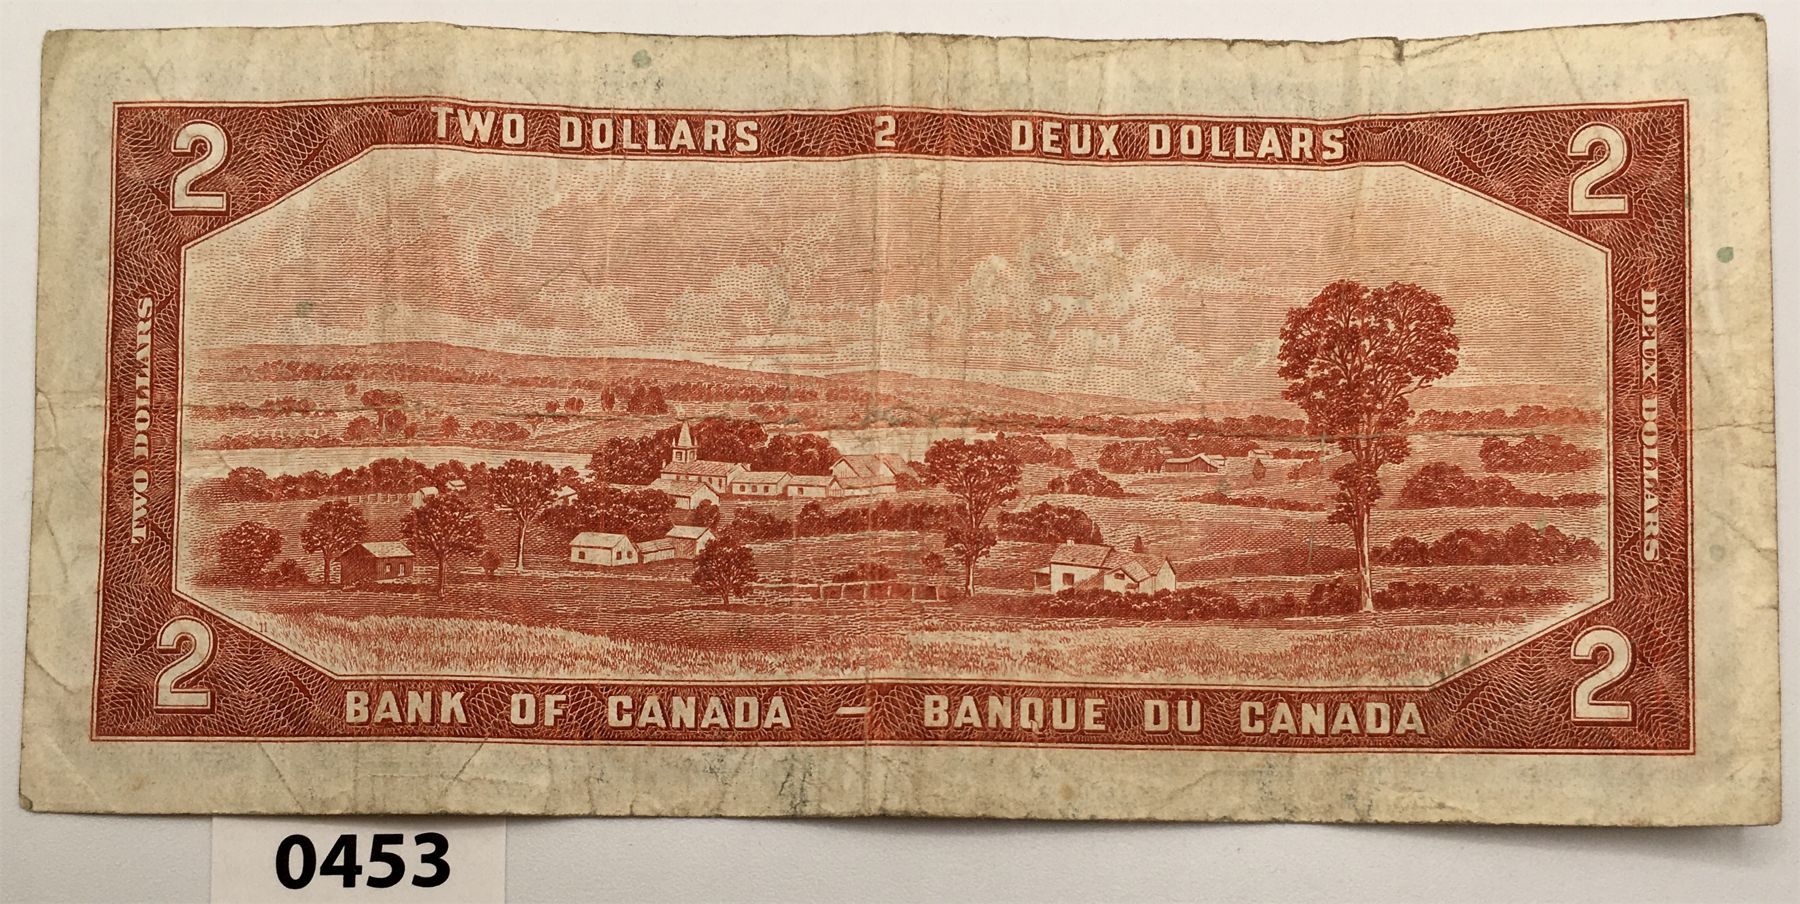 2 TWO DOLLARS 2 DEUX DOLLARS 2
TWO DOLLARS
DEUX DOLLARS
2 BANK OF CANADA – BANQUE DU CANADA 2
0453